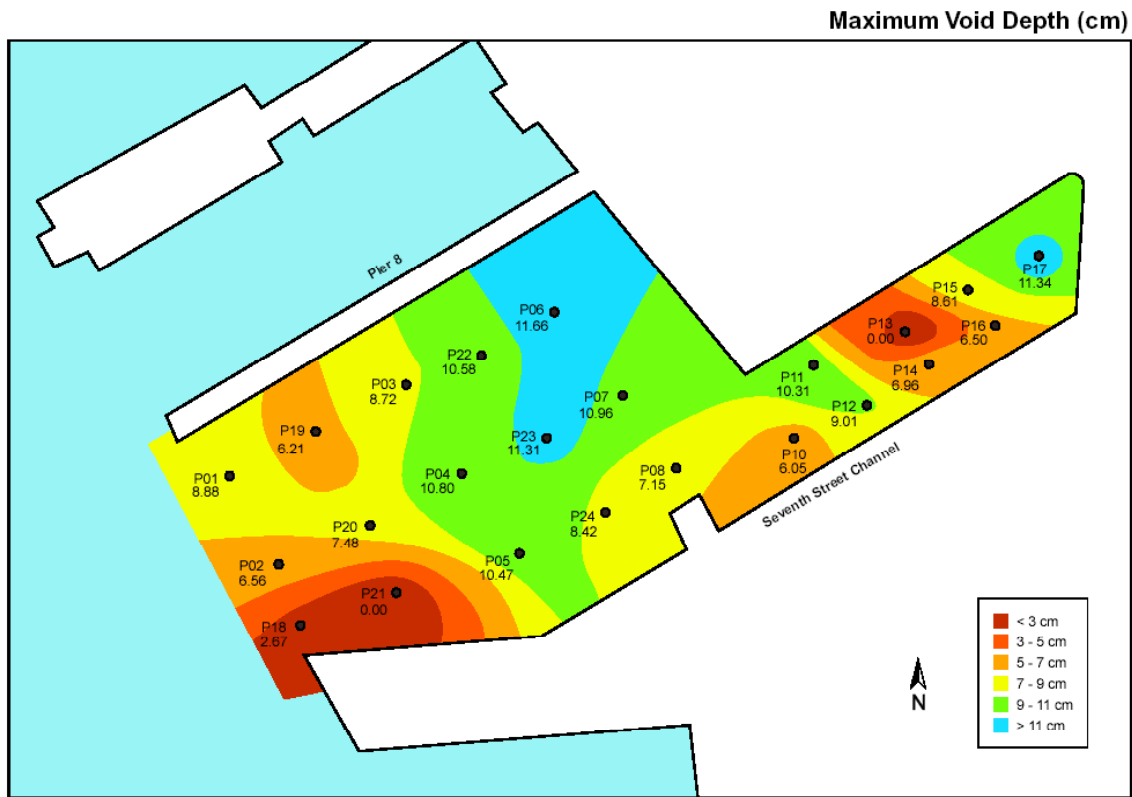 Maximum Void Depth (cm)
Pier 8
P17
11.34
P15
8.61
P06
11.66
P13
0.00
P16
6.50
P22
10.58
P14
6.96
P11
10.31
P03
8.72
P07
10.96
P12
9.01
P19
6.21
P23
11.31
P10
6.05
P01
8.88
P04
10.80
P08
7.15
Seventh Street Channel
P24
8.42
P20
7.48
P05
10.47
P02
6.56
P21
0.00
P18
2.67
N
< 3 cm
3 - 5 cm
5 - 7 cm
7 - 9 cm
9 - 11 cm
> 11 cm